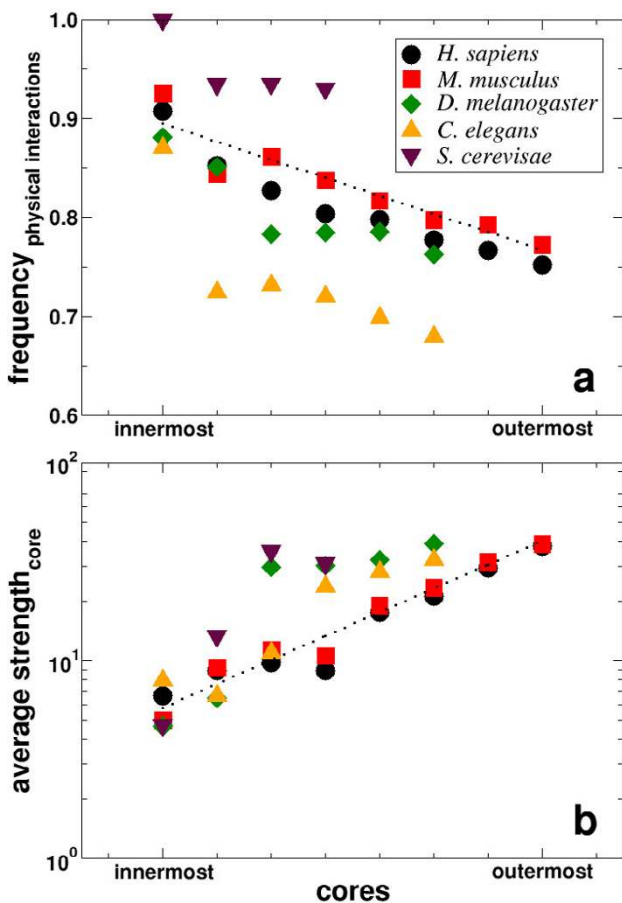 1.0
0.9
0.8
0.7
0.6
frequency physical interactions
H. sapiens
M. musculus
D. melanogaster
C. elegans
S. cerevisae
a
innermost
outermost
10²
10¹
10⁰
average strength core
b
innermost
outermost
cores